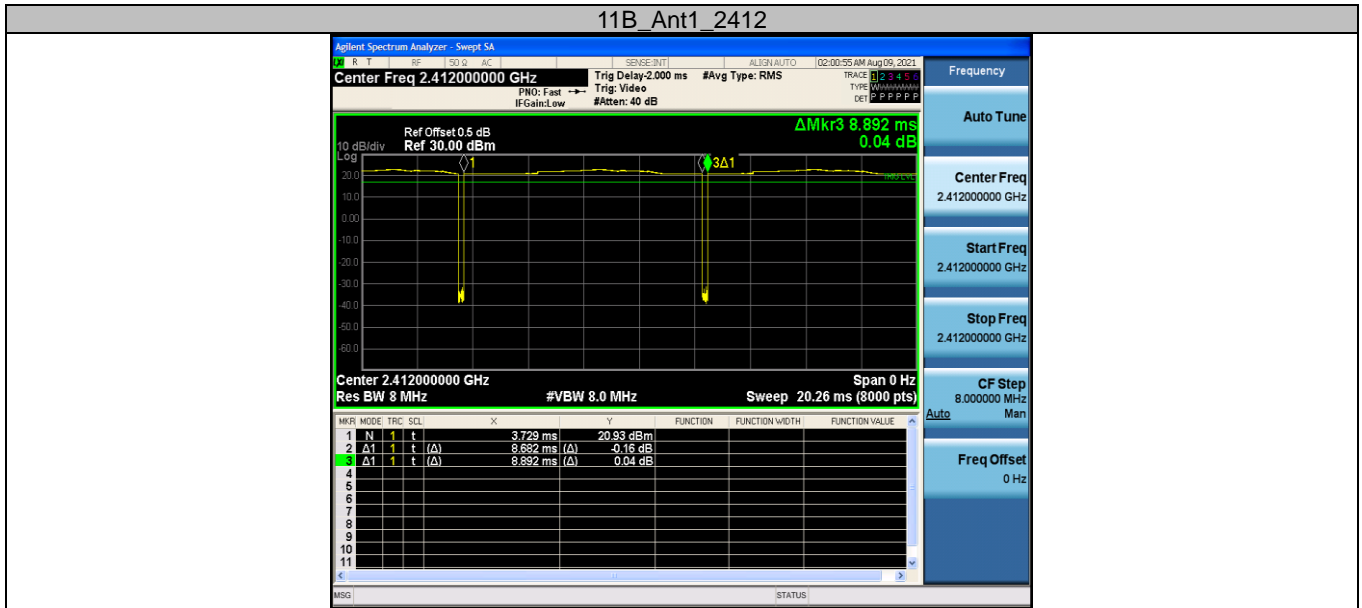 11B_Ant1_2412
Agilent Spectrum Analyzer - Swept SA
R T RF 50 Ω AC SENSE:INT ALIGN AUTO 02:00:55 AM Aug 09, 2021
Center Freq 2.412000000 GHz Trig Delay-2.000 ms #Avg Type: RMS TRACE 1 2 3 4 5 6
PNO: Fast Trig: Video TYPE
IFGain:Low #Atten: 40 dB DET P P P P P P
Frequency
ΔMkr3 8.892 ms
0.04 dB
Ref Offset 0.5 dB
10 dB/div Ref 30.00 dBm
Log
1
3Δ1
TRIG LVL
20.0
10.0
0.00
-10.0
-20.0
-30.0
-40.0
-50.0
-60.0
Center 2.412000000 GHz Span 0 Hz
Res BW 8 MHz #VBW 8.0 MHz Sweep 20.26 ms (8000 pts)
MKR MODE TRC SCL X Y FUNCTION FUNCTION WIDTH FUNCTION VALUE
1 N 1 t 3.729 ms 20.93 dBm
2 Δ1 1 t (Δ) 8.682 ms (Δ) -0.16 dB
3 Δ1 1 t (Δ) 8.892 ms (Δ) 0.04 dB
4
5
6
7
8
9
10
11
MSG STATUS
Auto Tune
Center Freq
2.412000000 GHz
Start Freq
2.412000000 GHz
Stop Freq
2.412000000 GHz
CF Step
8.000000 MHz
Auto Man
Freq Offset
0 Hz